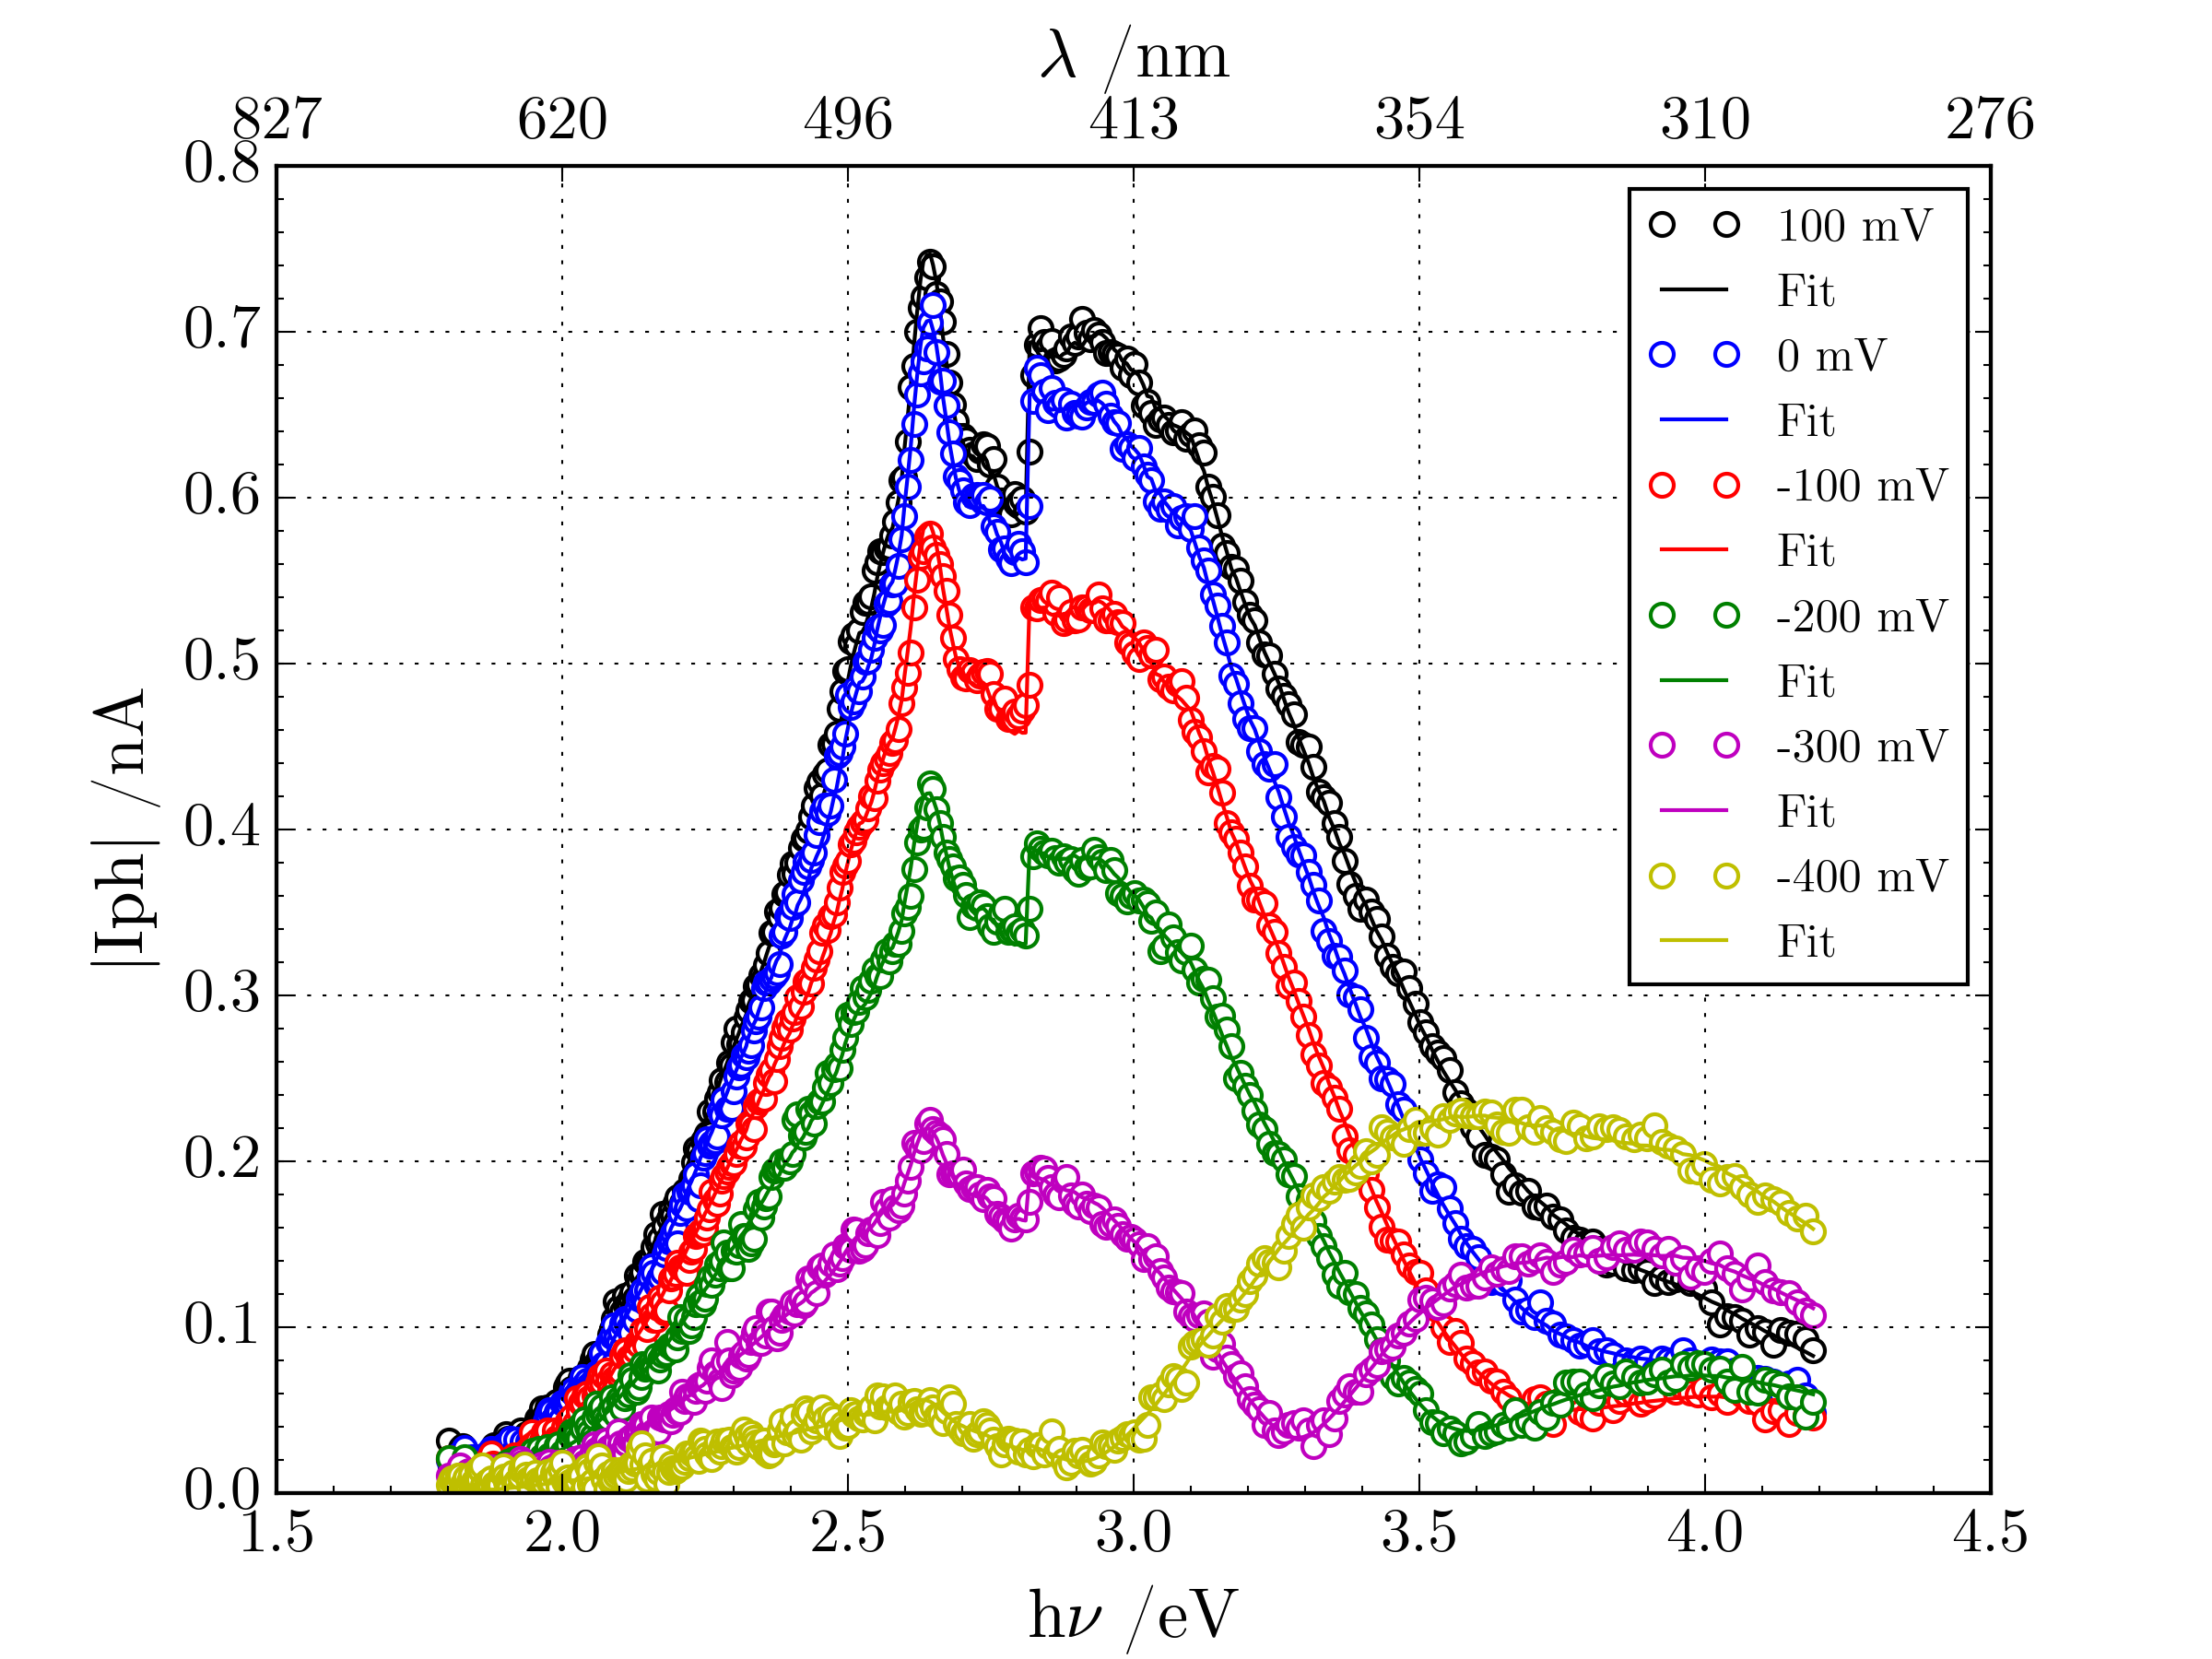 λ /nm
827 620 496 413 354 310 276
0.8
0.7
0.6
0.5
0.4
0.3
0.2
0.1
0.0
|Iph| /nA
100 mV
Fit
0 mV
Fit
-100 mV
Fit
-200 mV
Fit
-300 mV
Fit
-400 mV
Fit
1.5 2.0 2.5 3.0 3.5 4.0 4.5
hν /eV